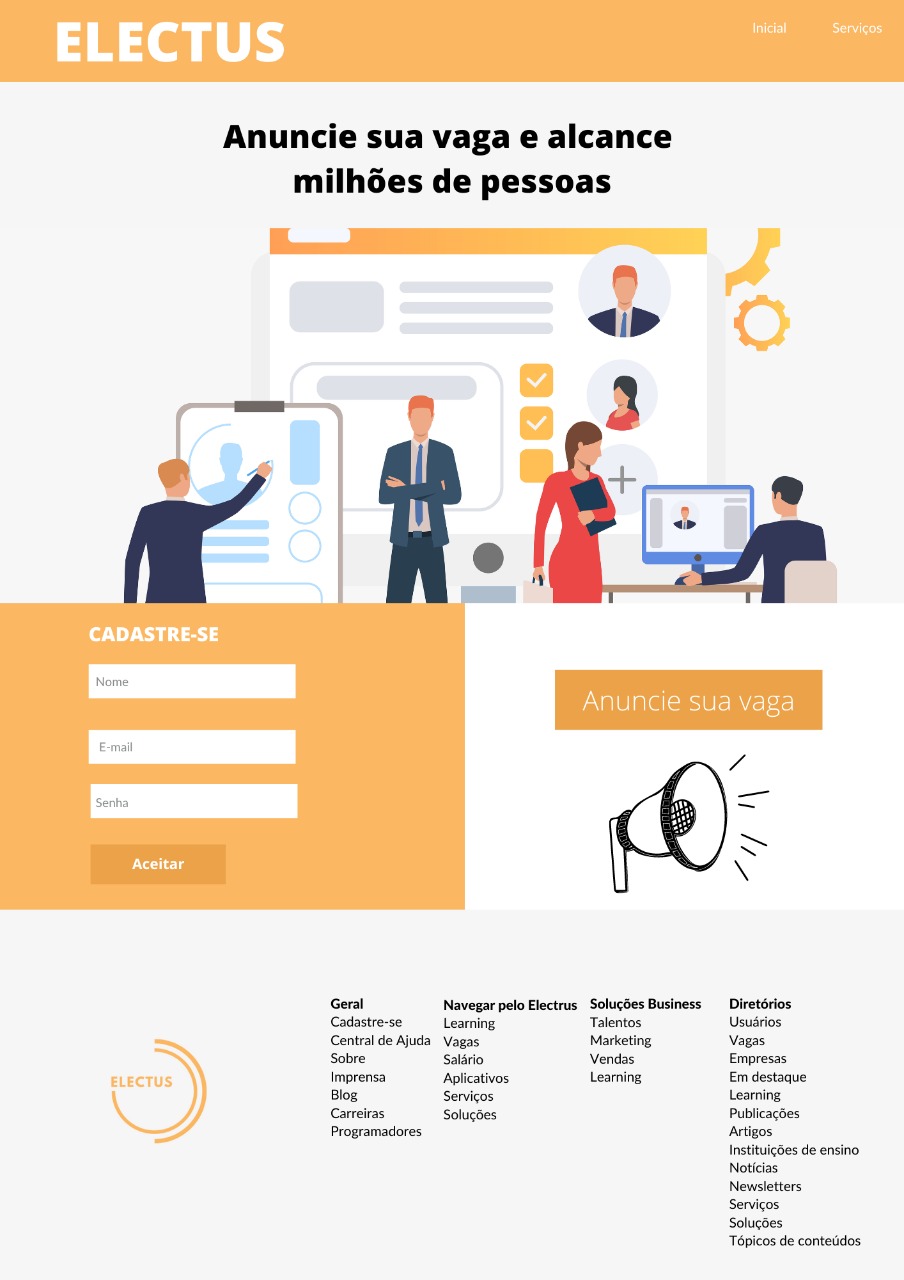 ELECTUS
Inicial
Serviços
Anuncie sua vaga e alcance
milhões de pessoas
CADASTRE-SE
Nome
E-mail
Senha
Aceitar
Anuncie sua vaga
ELECTUS
Geral
Cadastre-se
Central de Ajuda
Sobre
Imprensa
Blog
Carreiras
Programadores
Navegar pelo Electrus
Learning
Vagas
Salário
Aplicativos
Serviços
Soluções
Soluções Business
Talentos
Marketing
Vendas
Learning
Diretórios
Usuários
Vagas
Empresas
Em destaque
Learning
Publicações
Artigos
Instituições de ensino
Notícias
Newsletters
Serviços
Soluções
Tópicos de conteúdos